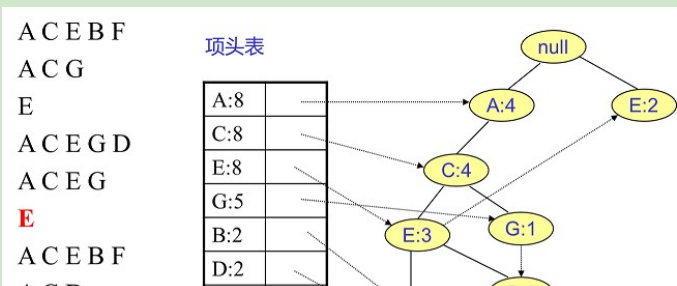 A C E B F
A C G
E
A C E G D
A C E G
E
A C E B F
项头表
A:8
C:8
E:8
G:5
B:2
D:2
null
A:4
E:2
C:4
E:3
G:1